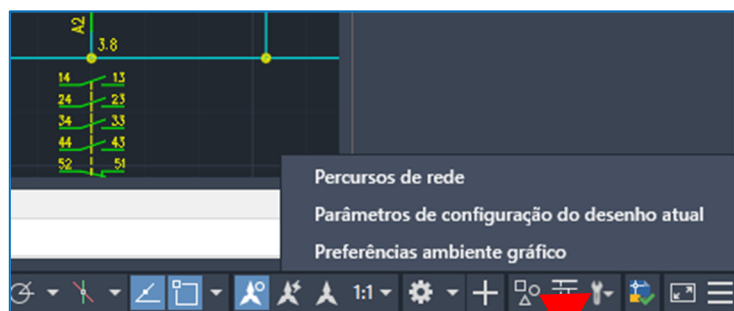 A2
3.8
14 13
24 23
34 33
44 43
52 51
Percursos de rede
Parâmetros de configuração do desenho atual
Preferências ambiente gráfico
1:1